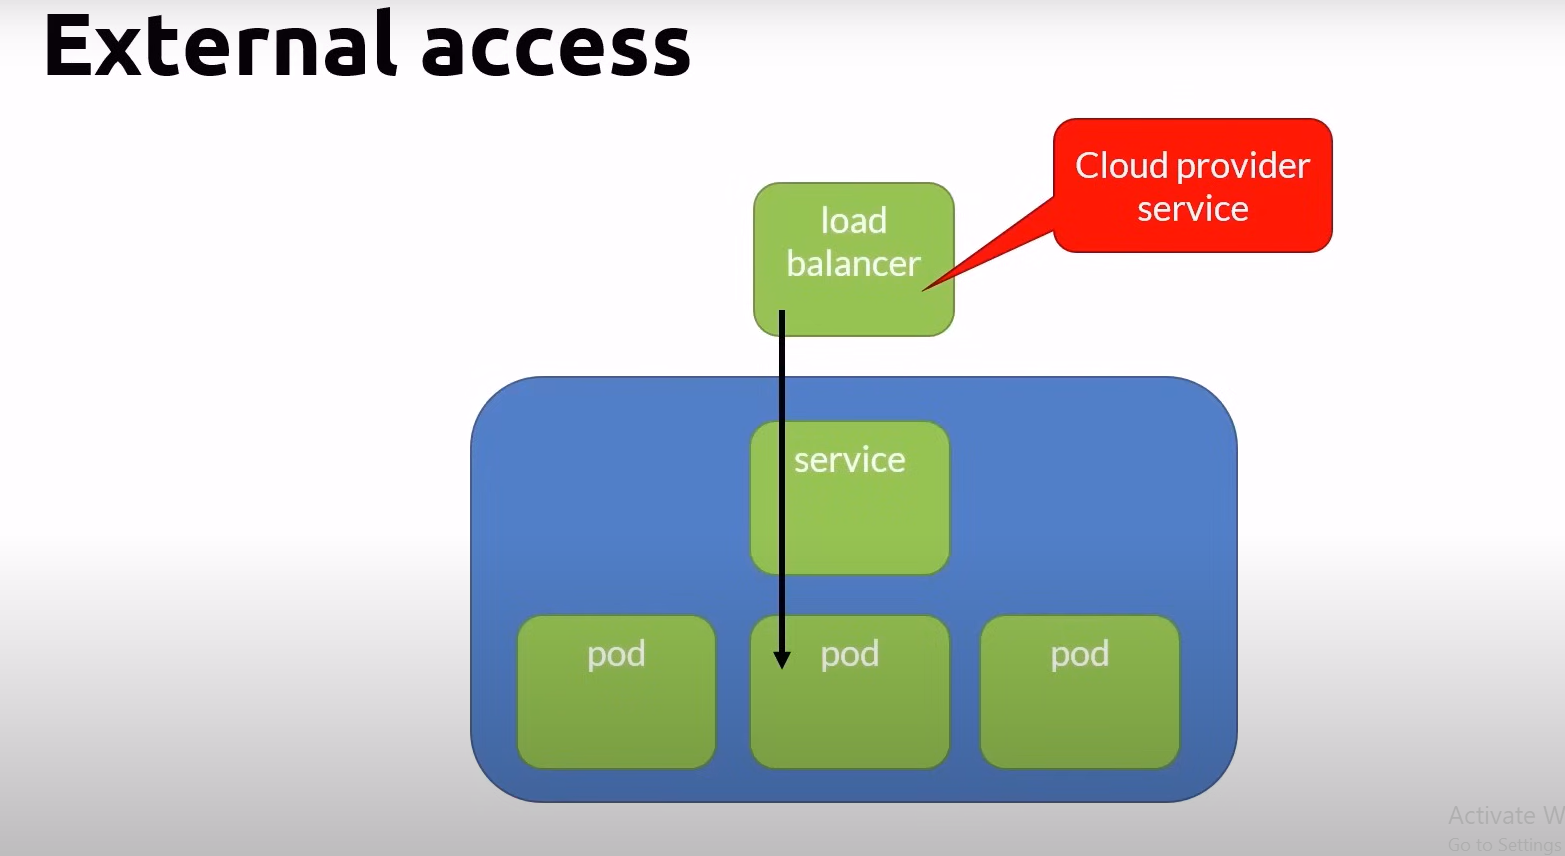 External access
Cloud provider
service
load
balancer
service
pod
pod
pod
Activate W
Go to Settings